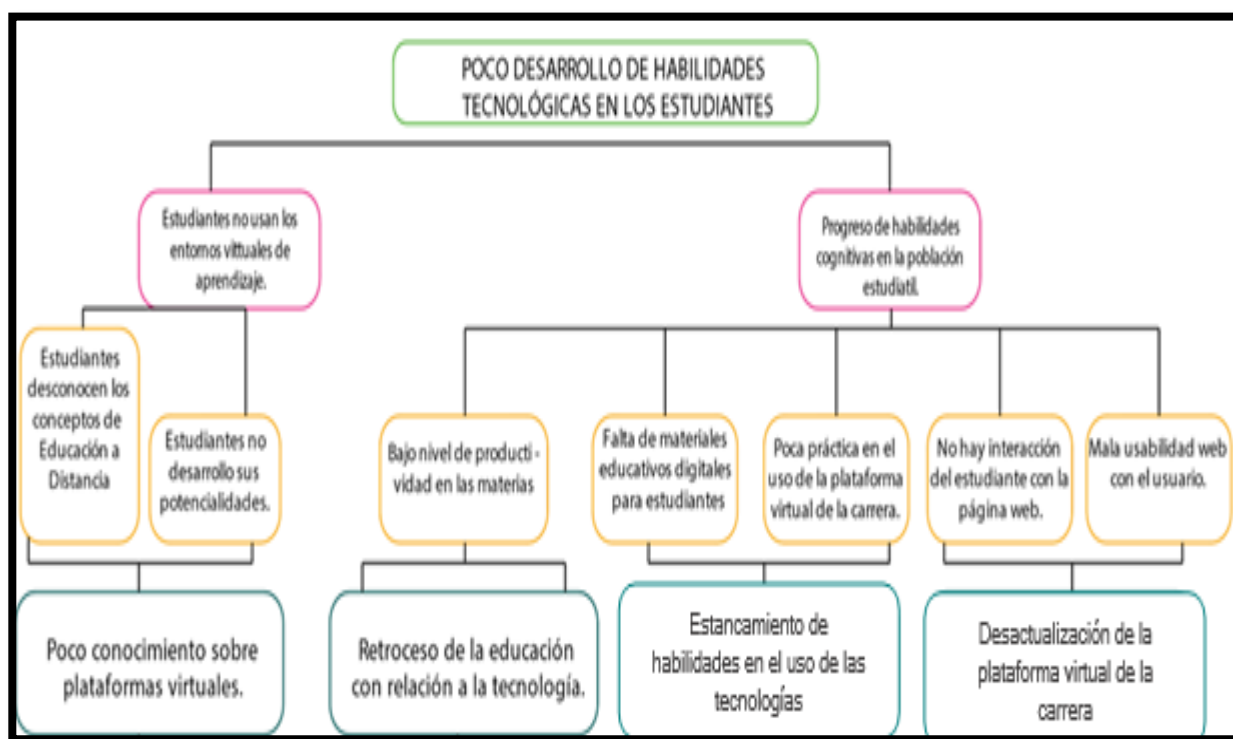 POCO DESARROLLO DE HABILIDADES
TECNOLÓGICAS EN LOS ESTUDIANTES
Estudiantes no usan los
entornos vittuales de
aprendizaje.
Progreso de habilidades
cognitivas en la población
estudiatil.
Estudiantes
desconocen los
conceptos de
Educación a
Distancia
Estudiantes no
desarrollo sus
potencialidades.
Bajo nivel de producti -
vidad en las materias
Falta de materiales
educativos digitales
para estudiantes
Poca práctica en el
uso de la plataforma
virtual de la carrera.
No hay interacción
del estudiante con la
página web.
Mala usabilidad web
con el usuario.
Poco conocimiento sobre
plataformas virtuales.
Retroceso de la educación
con relación a la tecnología.
Estancamiento de
habilidades en el uso de las
tecnologías
Desactualización de la
plataforma virtual de la
carrera